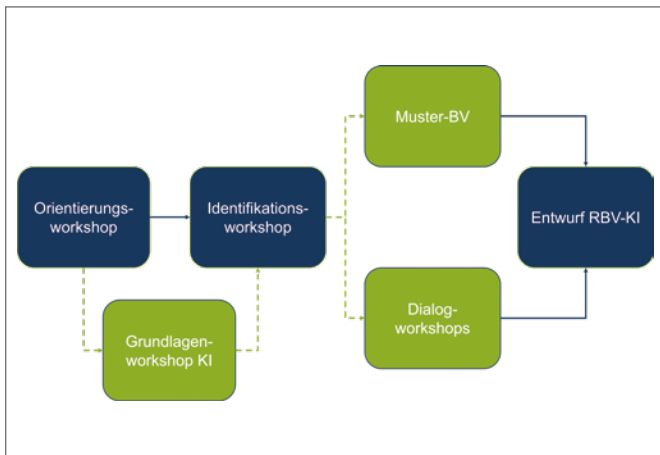 Orientierungs-
workshop
Identifikations-
workshop
Grundlagen-
workshop KI
Muster-BV
Dialog-
workshops
Entwurf RBV-KI